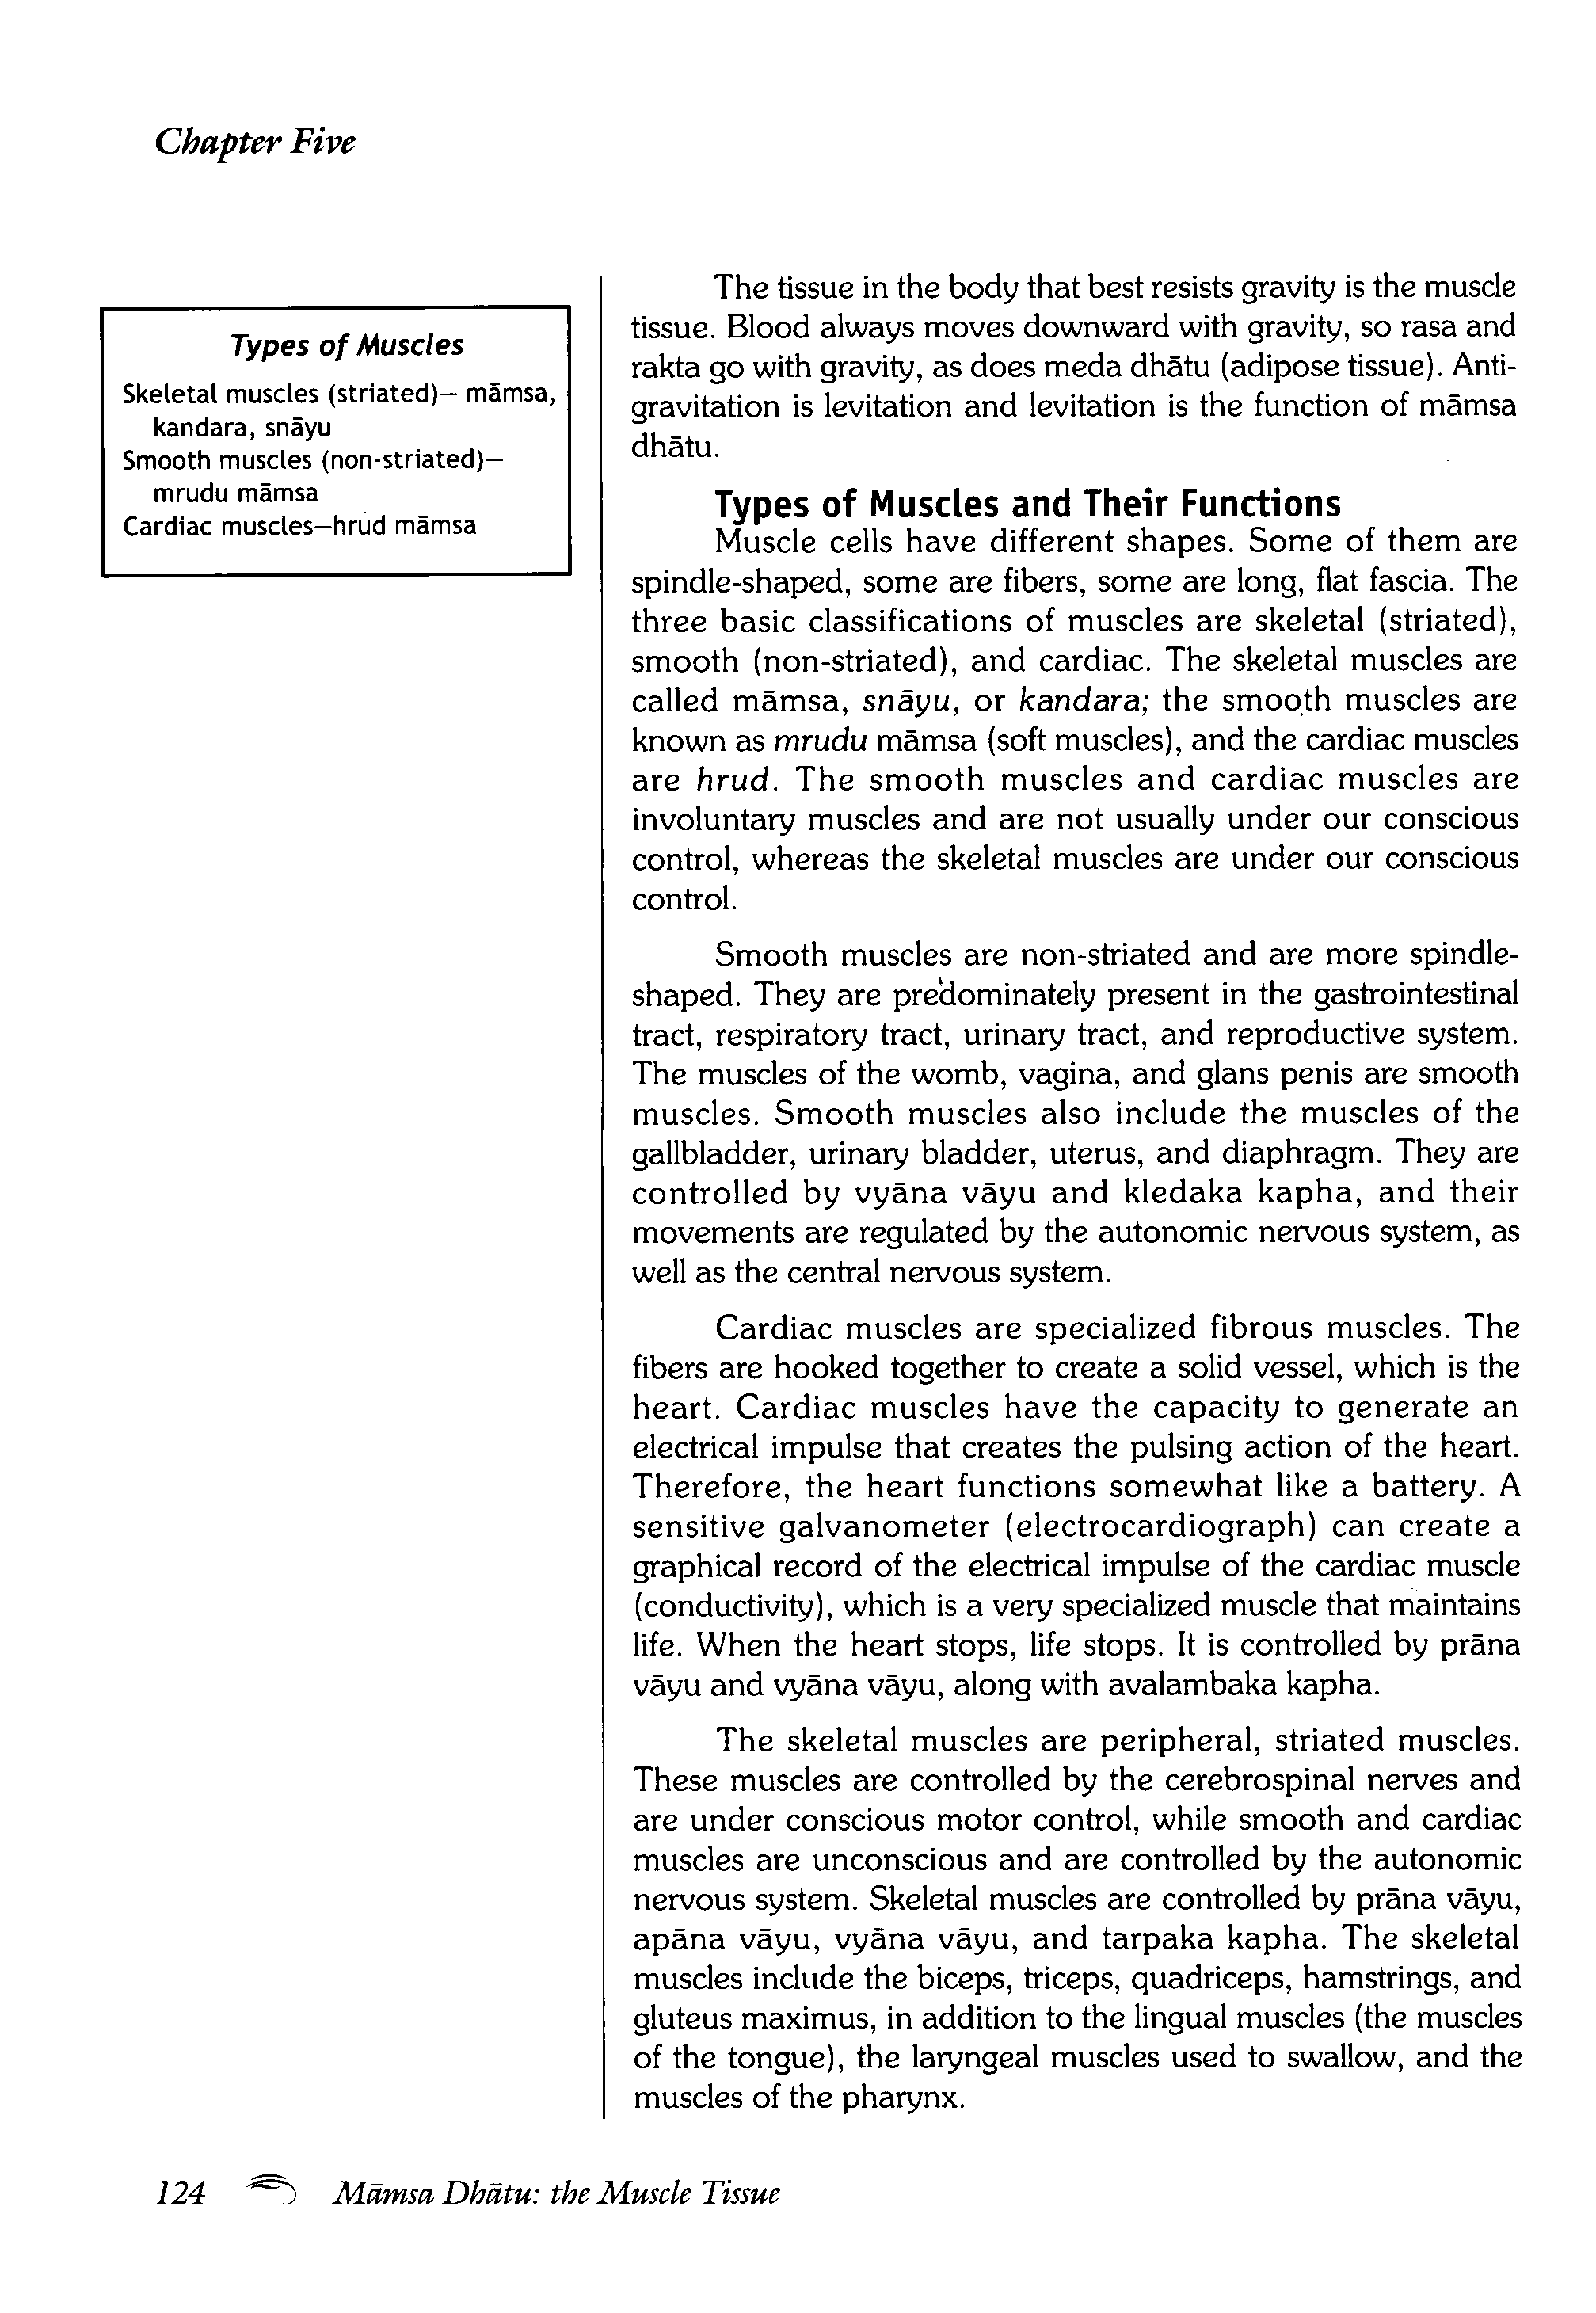 Chapter Five
Types of Muscles
Skeletal muscles (striated)– māmsa,
kandara, snāyu
Smooth muscles (non-striated)–
mrudu māmsa
Cardiac muscles–hrud māmsa
The tissue in the body that best resists gravity is the muscle
tissue. Blood always moves downward with gravity, so rasa and
rakta go with gravity, as does meda dhātu (adipose tissue). Anti-
gravitation is levitation and levitation is the function of māmsa
dhātu.
Types of Muscles and Their Functions
Muscle cells have different shapes. Some of them are
spindle-shaped, some are fibers, some are long, flat fascia. The
three basic classifications of muscles are skeletal (striated),
smooth (non-striated), and cardiac. The skeletal muscles are
called māmsa, snāyu, or kandara; the smooth muscles are
known as mrudu māmsa (soft muscles), and the cardiac muscles
are hrud. The smooth muscles and cardiac muscles are
involuntary muscles and are not usually under our conscious
control, whereas the skeletal muscles are under our conscious
control.
Smooth muscles are non-striated and are more spindle-
shaped. They are predominately present in the gastrointestinal
tract, respiratory tract, urinary tract, and reproductive system.
The muscles of the womb, vagina, and glans penis are smooth
muscles. Smooth muscles also include the muscles of the
gallbladder, urinary bladder, uterus, and diaphragm. They are
controlled by vyāna vāyu and kledaka kapha, and their
movements are regulated by the autonomic nervous system, as
well as the central nervous system.
Cardiac muscles are specialized fibrous muscles. The
fibers are hooked together to create a solid vessel, which is the
heart. Cardiac muscles have the capacity to generate an
electrical impulse that creates the pulsing action of the heart.
Therefore, the heart functions somewhat like a battery. A
sensitive galvanometer (electrocardiograph) can create a
graphical record of the electrical impulse of the cardiac muscle
(conductivity), which is a very specialized muscle that maintains
life. When the heart stops, life stops. It is controlled by prāna
vāyu and vyāna vāyu, along with avalambaka kapha.
The skeletal muscles are peripheral, striated muscles.
These muscles are controlled by the cerebrospinal nerves and
are under conscious motor control, while smooth and cardiac
muscles are unconscious and are controlled by the autonomic
nervous system. Skeletal muscles are controlled by prāna vāyu,
apāna vāyu, vyāna vāyu, and tarpaka kapha. The skeletal
muscles include the biceps, triceps, quadriceps, hamstrings, and
gluteus maximus, in addition to the lingual muscles (the muscles
of the tongue), the laryngeal muscles used to swallow, and the
muscles of the pharynx.
124 Māmsa Dhātu: the Muscle Tissue